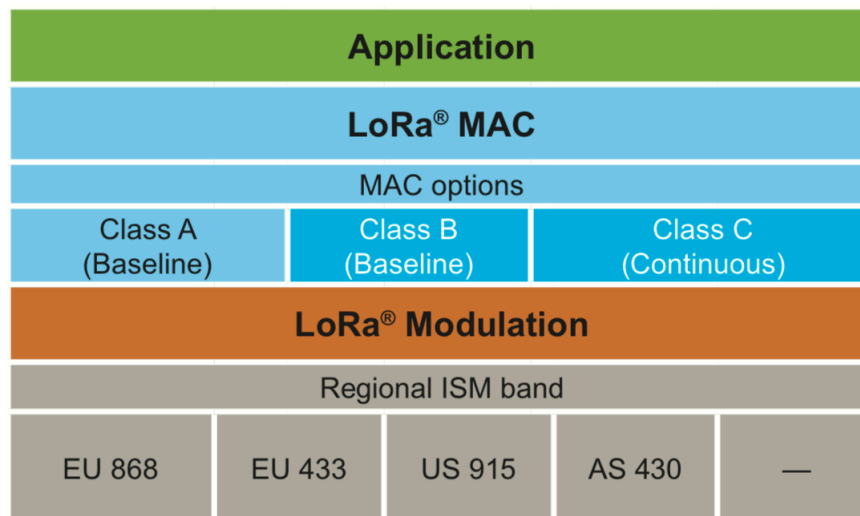 Application
LoRa® MAC
MAC options
Class A
(Baseline)
Class B
(Baseline)
Class C
(Continuous)
LoRa® Modulation
Regional ISM band
EU 868
EU 433
US 915
AS 430
—